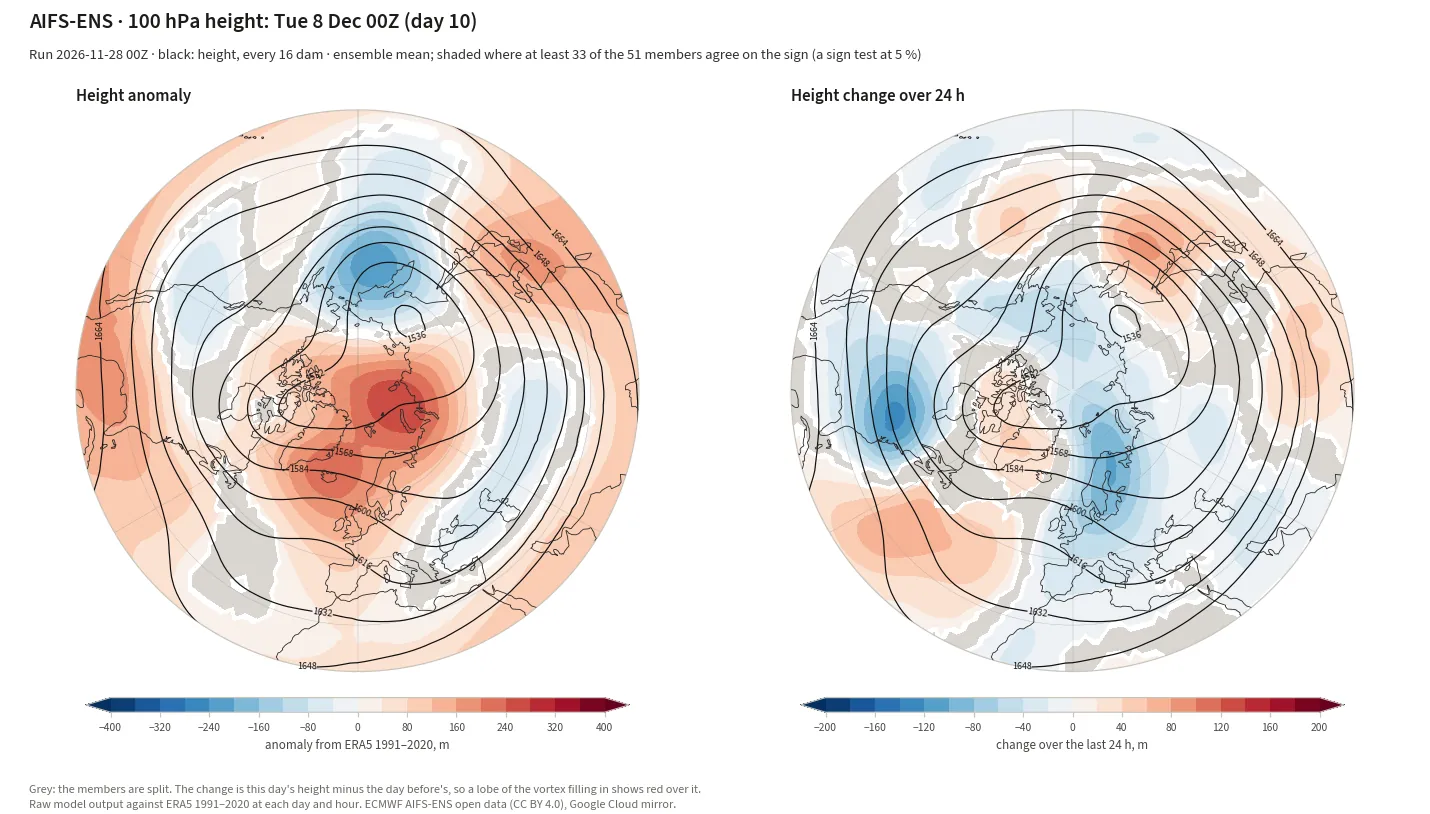 AIFS-ENS · 100 hPa height: Tue 8 Dec 00Z (day 10)
Run 2026-11-28 00Z · black: height, every 16 dam · ensemble mean; shaded where at least 33 of the 51 members agree on the sign (a sign test at 5 %)
Height anomaly
Height change over 24 h
1664
1648
1664
1536
1568
1584
1600
1616
1632
1648
1664
1648
1664
1536
1568
1584
1600
1616
1632
1648
−400 −320 −240 −160 −80 0 80 160 240 320 400
anomaly from ERA5 1991–2020, m
−200 −160 −120 −80 −40 0 40 80 120 160 200
change over the last 24 h, m
Grey: the members are split. The change is this day's height minus the day before's, so a lobe of the vortex filling in shows red over it.
Raw model output against ERA5 1991–2020 at each day and hour. ECMWF AIFS-ENS open data (CC BY 4.0), Google Cloud mirror.